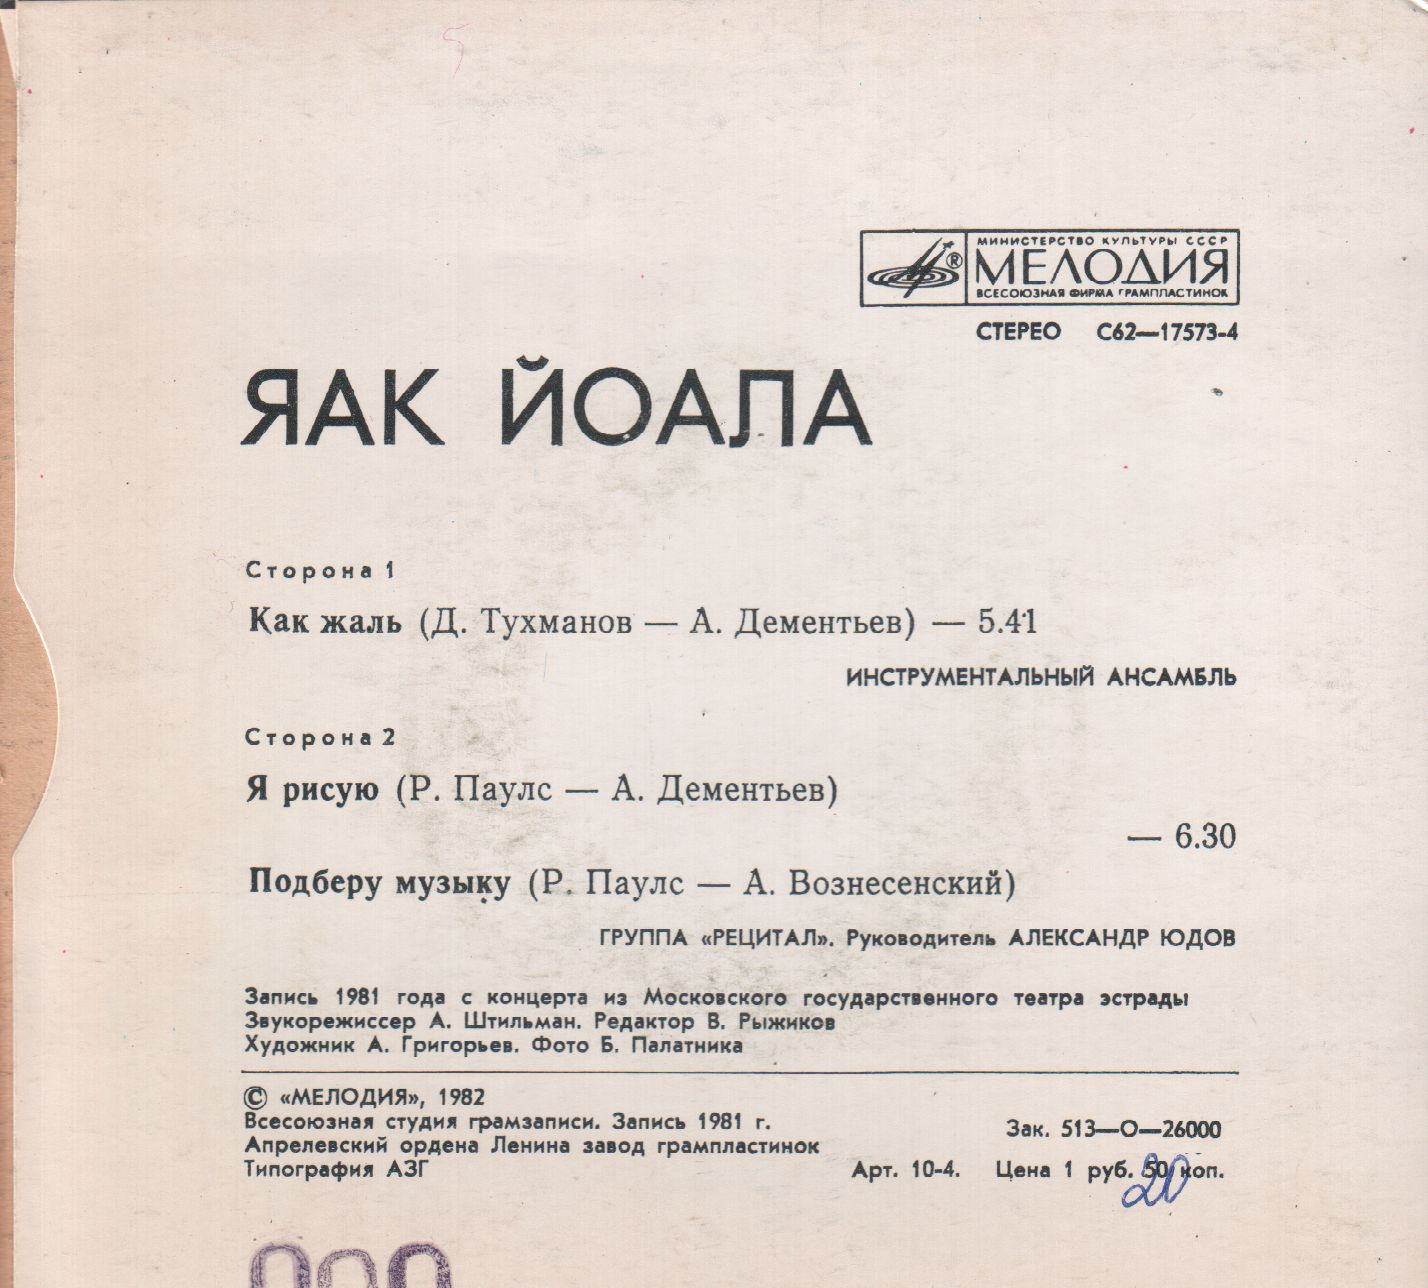 МИНИСТЕРСТВО КУЛЬТУРЫ СССР
® МЕЛОДИЯ
ВСЕСОЮЗНАЯ ФИРМА ГРАМПЛАСТИНОК
СТЕРЕО С62—17573-4
ЯАК ЙОАЛА
Сторона 1
Как жаль (Д. Тухманов — А. Дементьев) — 5.41
ИНСТРУМЕНТАЛЬНЫЙ АНСАМБЛЬ
Сторона 2
Я рисую (Р. Паулс — А. Дементьев)
— 6.30
Подберу музыку (Р. Паулс — А. Вознесенский)
ГРУППА «РЕЦИТАЛ». Руководитель АЛЕКСАНДР ЮДОВ
Запись 1981 года с концерта из Московского государственного театра эстрады
Звукорежиссер А. Штильман. Редактор В. Рыжиков
Художник А. Григорьев. Фото Б. Палатника
© «МЕЛОДИЯ», 1982
Всесоюзная студия грамзаписи. Запись 1981 г.
Апрелевский ордена Ленина завод грампластинок
Типография АЗГ
Зак. 513—О—26000
Арт. 10-4. Цена 1 руб. 50 коп.
20